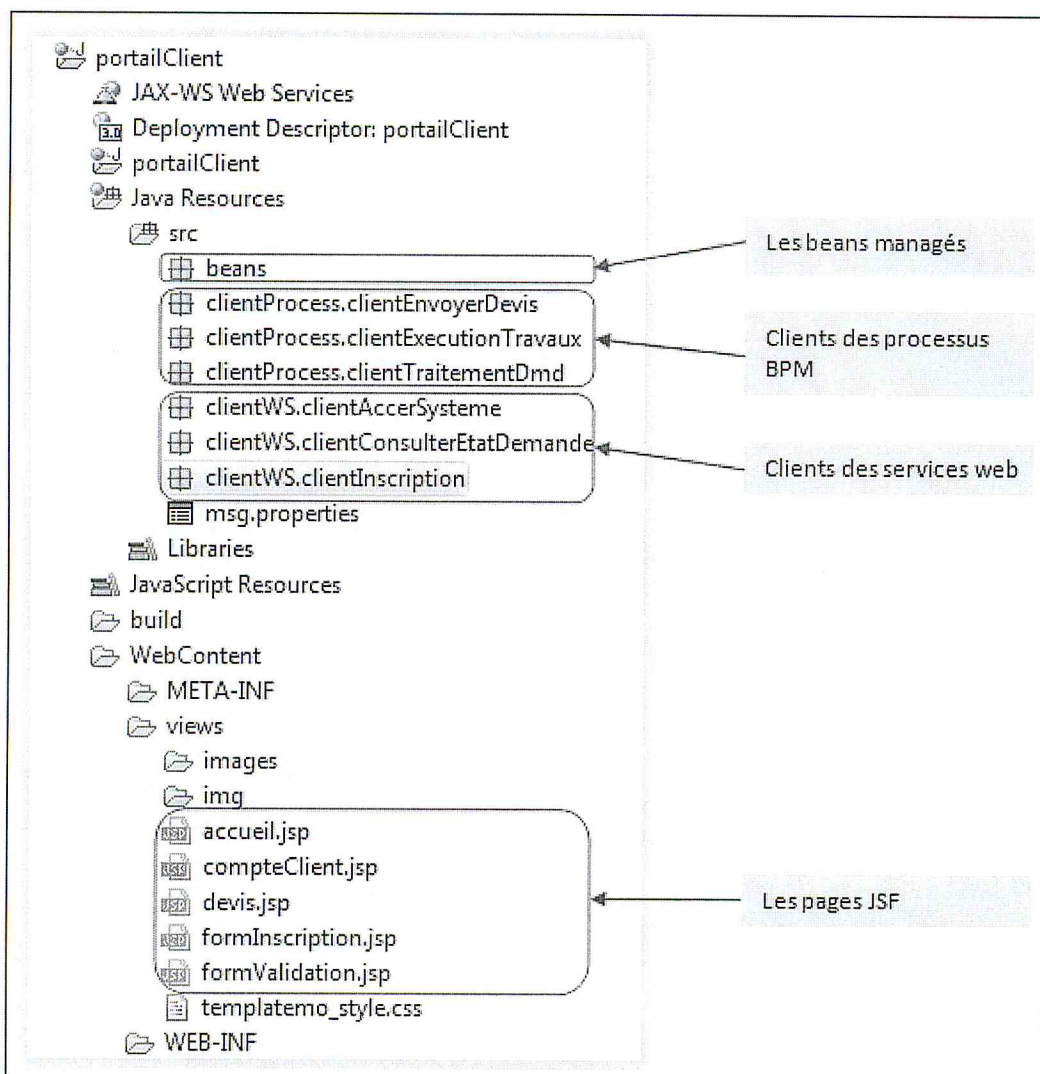 portailClient
JAX-WS Web Services
3.0 Deployment Descriptor: portailClient
portailClient
Java Resources
src
beans
clientProcess.clientEnvoyerDevis
clientProcess.clientExecutionTravaux
clientProcess.clientTraitementDmd
clientWS.clientAccerSysteme
clientWS.clientConsulterEtatDemande
clientWS.clientInscription
msg.properties
Libraries
JavaScript Resources
build
WebContent
META-INF
views
images
img
accueil.jsp
compteClient.jsp
devis.jsp
formInscription.jsp
formValidation.jsp
templatemo_style.css
WEB-INF
Les beans managés
Clients des processus
BPM
Clients des services web
Les pages JSF